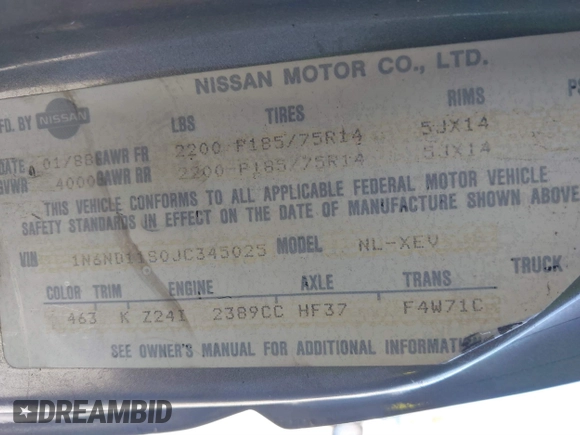 NISSAN MOTOR CO., LTD.
MFD. BY NISSAN LBS TIRES RIMS
DATE 01/88 GAWR FR 2200 P185/75R14 5JX14
GVWR 4000 GAWR RR 2200 P185/75R14 5JX14
THIS VEHICLE CONFORMS TO ALL APPLICABLE FEDERAL MOTOR VEHICLE
SAFETY STANDARDS IN EFFECT ON THE DATE OF MANUFACTURE SHOWN ABOVE
VIN 1N6ND11S0JC345025 MODEL NL-XEV
TRIM ENGINE AXLE TRANS TRUCK
463 K Z24I 2389CC HF37 F4W71C
SEE OWNER'S MANUAL FOR ADDITIONAL INFORMATION
DREAMBID